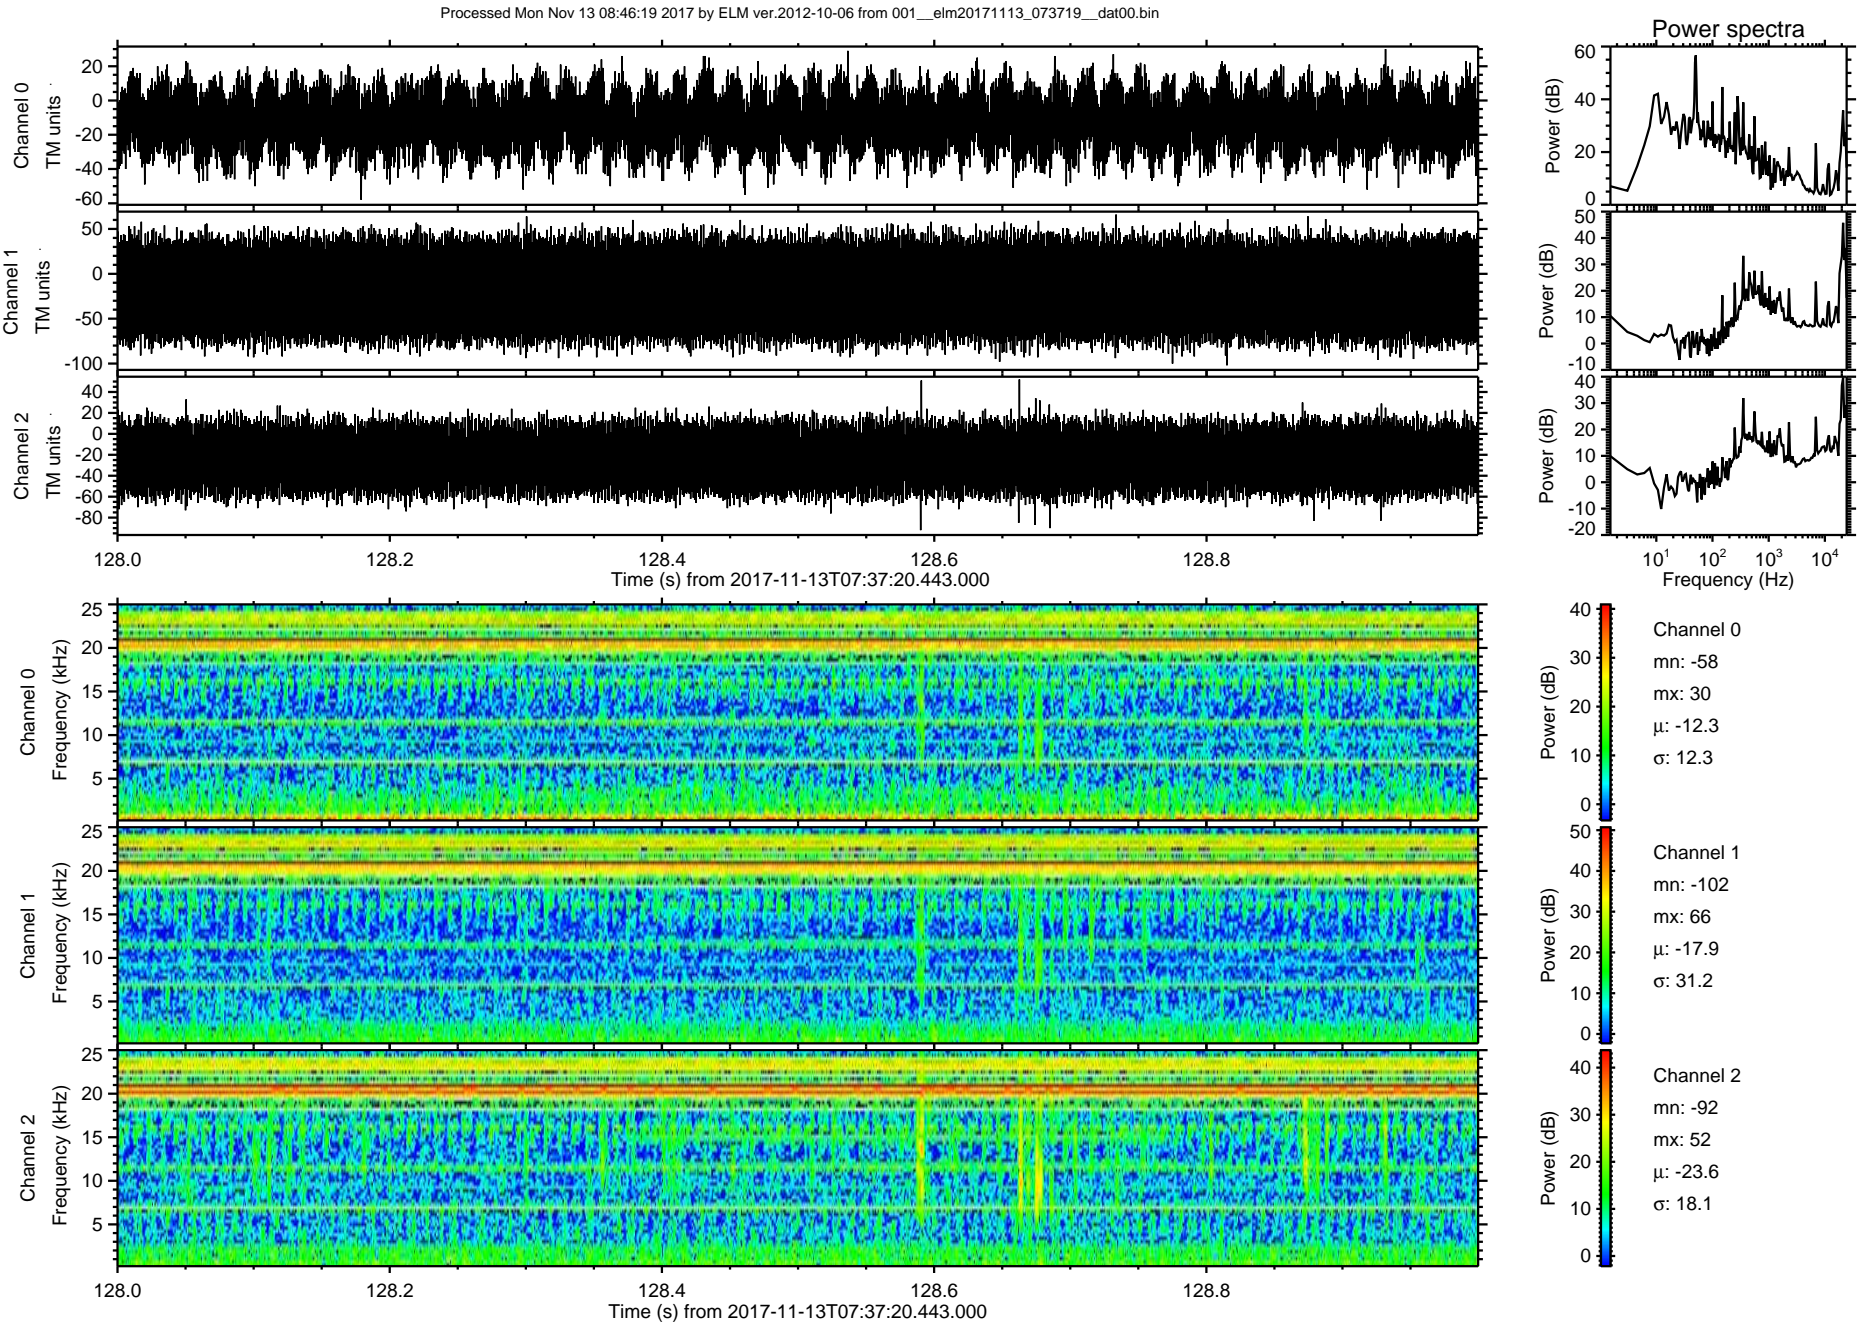 Processed Mon Nov 13 08:46:19 2017 by ELM ver.2012-10-06 from 001__elm20171113_073719__dat00.bin
Power spectra
Channel 0
TM units
20
0
-20
-40
-60
Power (dB)
60
40
20
0
Channel 1
TM units
50
0
-50
-100
Power (dB)
50
40
30
20
10
0
-10
Channel 2
TM units
40
20
0
-20
-40
-60
-80
Power (dB)
40
30
20
10
0
-10
-20
128.0 128.2 128.4 128.6 128.8
Time (s) from 2017-11-13T07:37:20.443.000
10^1 10^2 10^3 10^4
Frequency (Hz)
Channel 0
Frequency (kHz)
25
20
15
10
5
Power (dB)
40
30
20
10
0
Channel 0
mn: -58
mx: 30
μ: -12.3
σ: 12.3
Channel 1
Frequency (kHz)
25
20
15
10
5
Power (dB)
50
40
30
20
10
0
Channel 1
mn: -102
mx: 66
μ: -17.9
σ: 31.2
Channel 2
Frequency (kHz)
25
20
15
10
5
Power (dB)
40
30
20
10
0
Channel 2
mn: -92
mx: 52
μ: -23.6
σ: 18.1
128.0 128.2 128.4 128.6 128.8
Time (s) from 2017-11-13T07:37:20.443.000